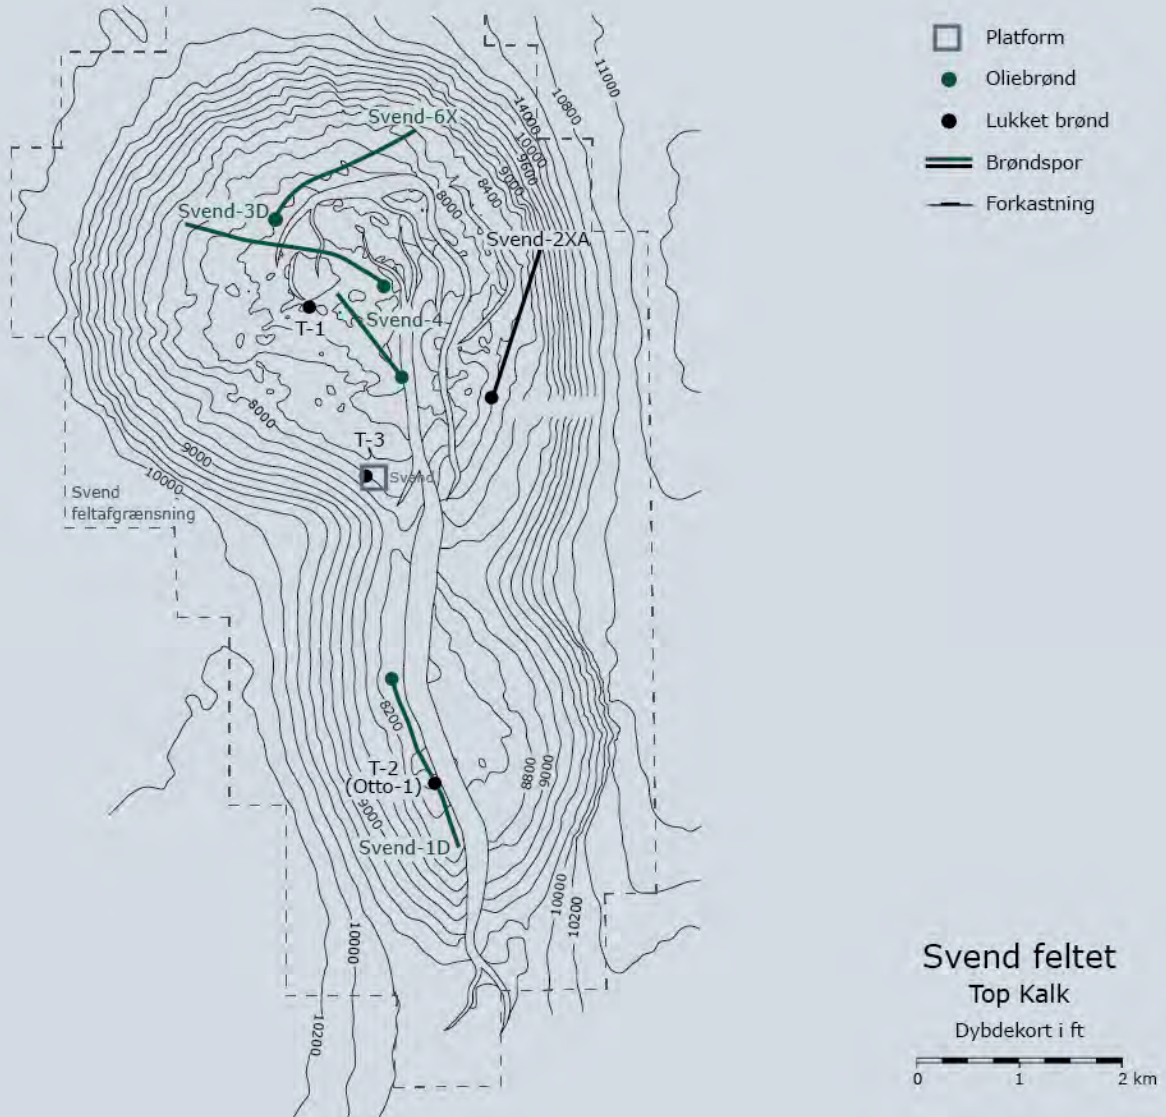 Platform
Oliebrønd
Lukket brønd
Brøndspor
Forkastning
11000
10800
14000
10000
9600
9000
8400
8000
Svend-6X
Svend-3D
Svend-2XA
T-1
Svend-4
8000
9000
10000
T-3
Svend
Svend
feltafgrænsning
8200
T-2
(Otto-1)
8800
9000
9000
Svend-1D
10000
10200
10000
10200
Svend feltet
Top Kalk
Dybdekort i ft
0 1 2 km